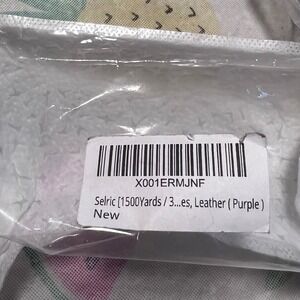 X001ERMJNF
Selric [1500Yards / 3...es, Leather ( Purple )
New